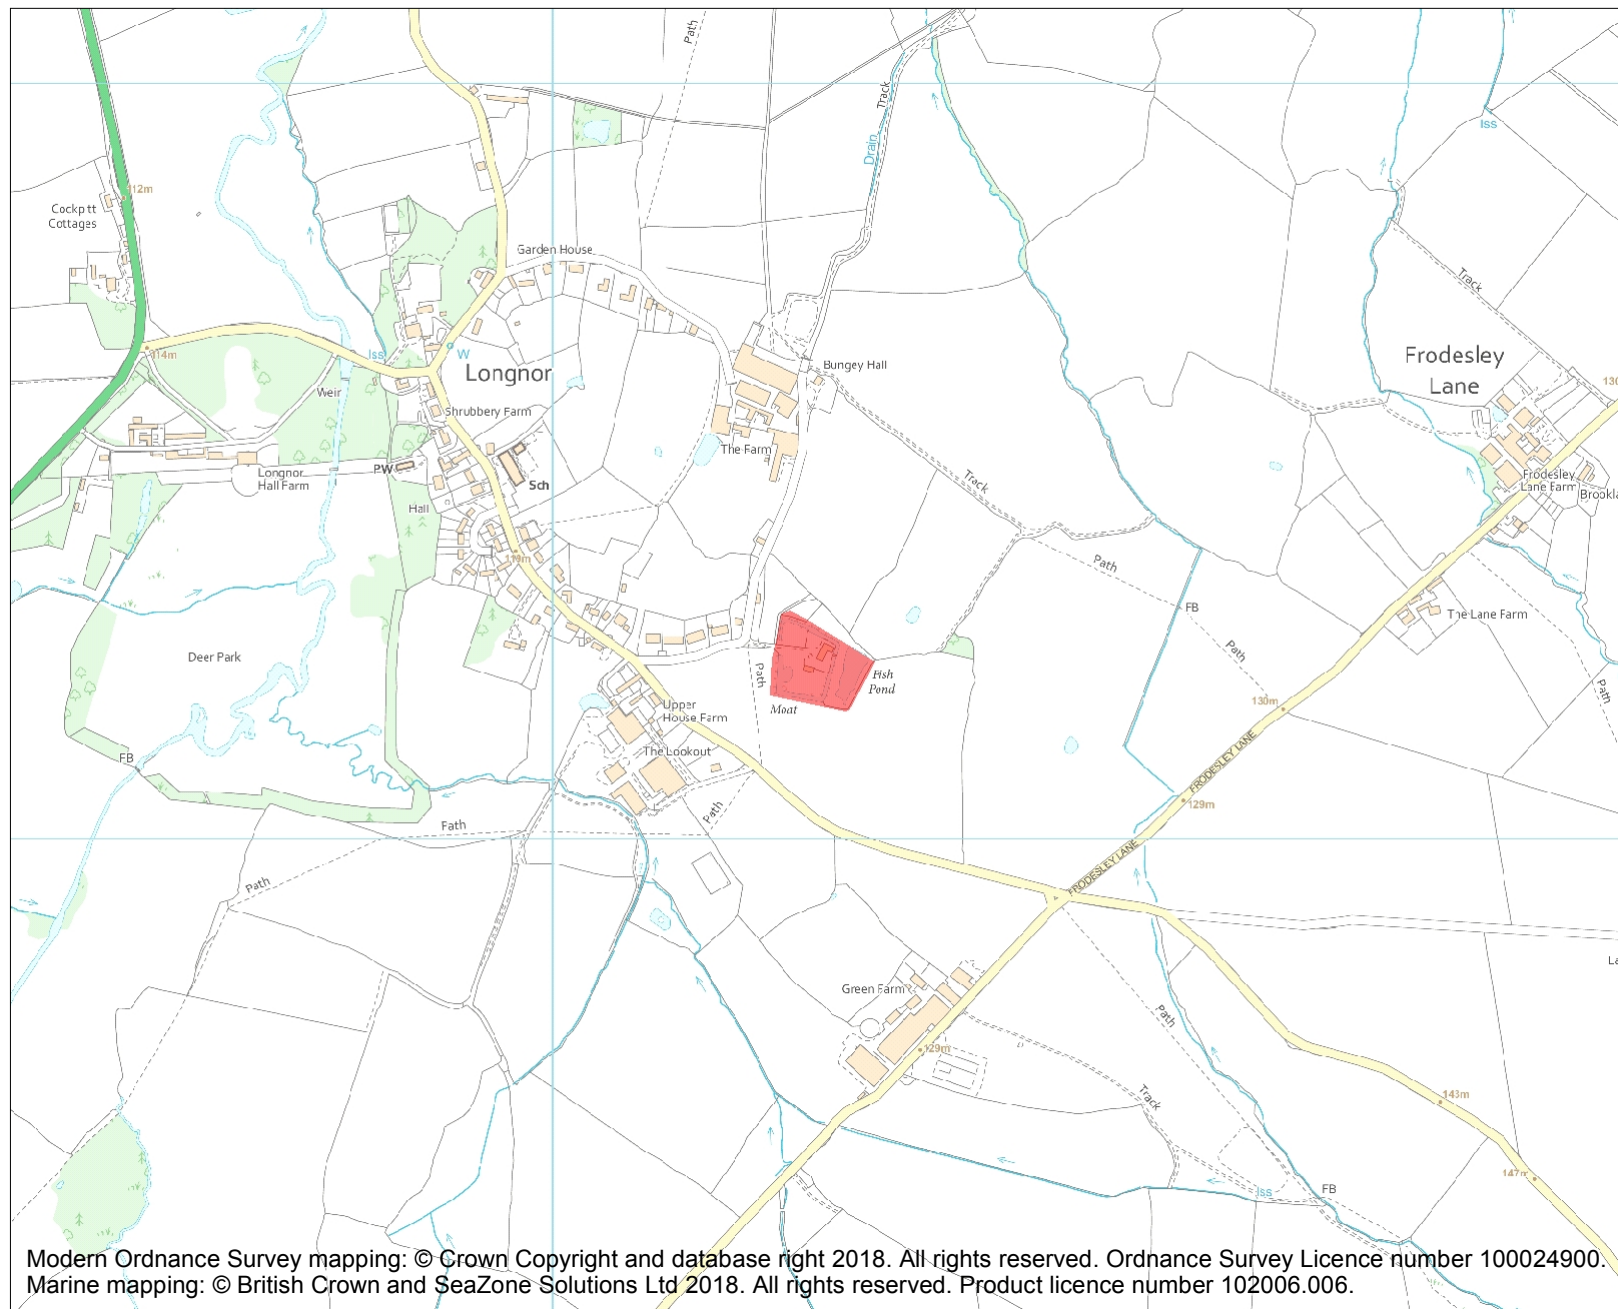 Path
Track
Drain
Iss
112m
Cockpitt
Cottages
Garden House
Track
Iss
W
114m
Longnor
Bungey Hall
Frodesley
Lane
Weir
Shrubbery Farm
The Farm
PW
Longnor
Hall Farm
Sch
Track
Frodesley
Lane Farm
Hall
Path
FB
The Lane Farm
Deer Park
Path
Path
Fish
Pond
Path
Moat
Upper
House Farm
130m
The Lookout
FRODESLEY LANE
FB
129m
Path
Path
FRODESLEY LANE
Path
Green Farm
Path
129m
Track
143m
147m
Iss
FB
Modern Ordnance Survey mapping: © Crown Copyright and database right 2018. All rights reserved. Ordnance Survey Licence number 100024900.
Marine mapping: © British Crown and SeaZone Solutions Ltd 2018. All rights reserved. Product licence number 102006.006.